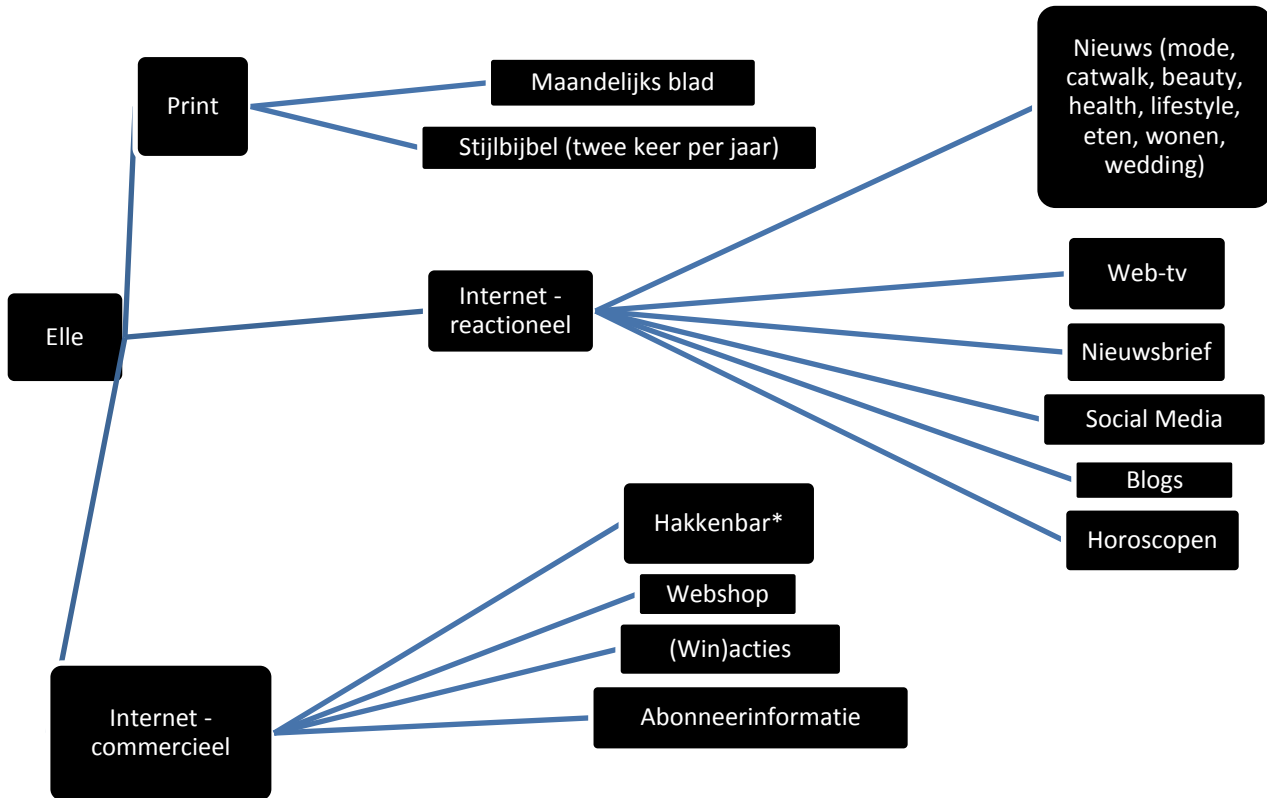 Elle
Print
Maandelijks blad
Stijlbijbel (twee keer per jaar)
Internet -
reactioneel
Nieuws (mode,
catwalk, beauty,
health, lifestyle,
eten, wonen,
wedding)
Web-tv
Nieuwsbrief
Social Media
Blogs
Horoscopen
Internet -
commercieel
Hakkenbar*
Webshop
(Win)acties
Abonneerinformatie